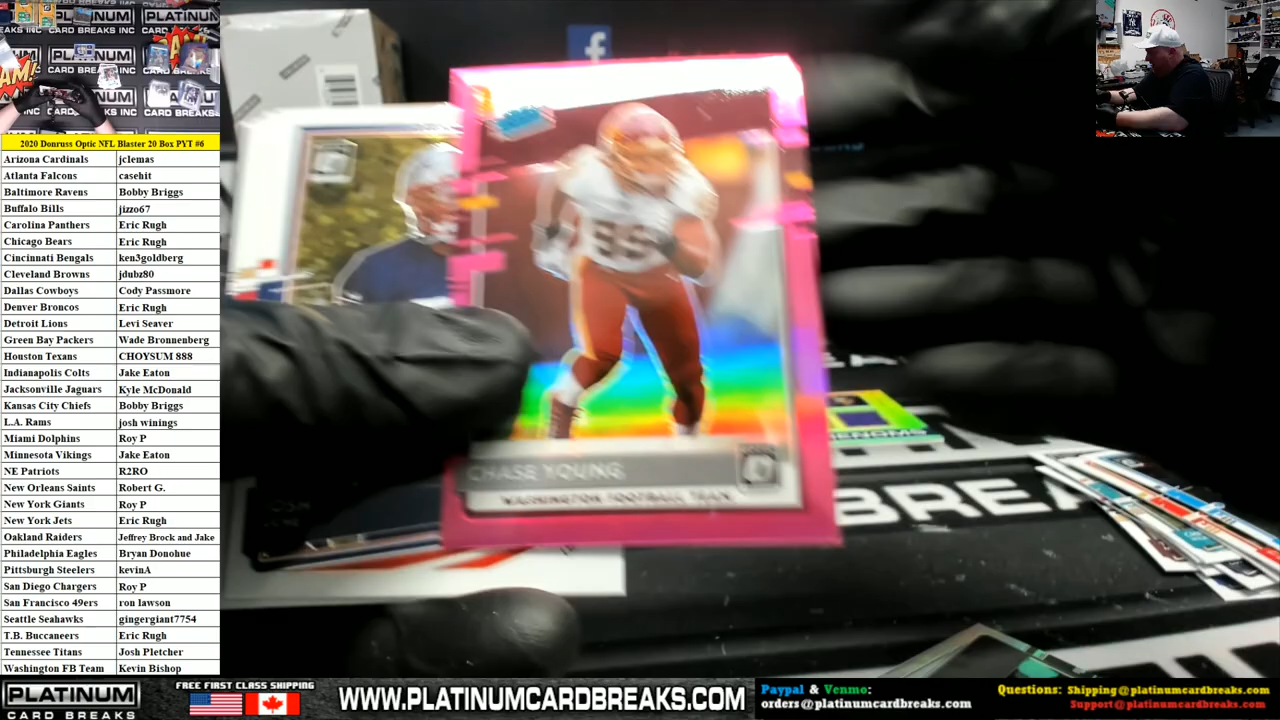 PLATINUM
CARD BREAKS INC
2020 Donruss Optic NFL Blaster 20 Box PYT #6
Arizona Cardinals jclemas
Atlanta Falcons casehit
Baltimore Ravens Bobby Briggs
Buffalo Bills jizzo67
Carolina Panthers Eric Rugh
Chicago Bears Eric Rugh
Cincinnati Bengals ken3goldberg
Cleveland Browns jdubz80
Dallas Cowboys Cody Passmore
Denver Broncos Eric Rugh
Detroit Lions Levi Seaver
Green Bay Packers Wade Bronnenberg
Houston Texans CHOYSUM 888
Indianapolis Colts Jake Eaton
Jacksonville Jaguars Kyle McDonald
Kansas City Chiefs Bobby Briggs
L.A. Rams josh winings
Miami Dolphins Roy P
Minnesota Vikings Jake Eaton
NE Patriots R2RO
New Orleans Saints Robert G.
New York Giants Roy P
New York Jets Eric Rugh
Oakland Raiders Jeffrey Brock and Jake
Philadelphia Eagles Bryan Donohue
Pittsburgh Steelers kevinA
San Diego Chargers Roy P
San Francisco 49ers ron lawson
Seattle Seahawks gingergiant7754
T.B. Buccaneers Eric Rugh
Tennessee Titans Josh Pletcher
Washington FB Team Kevin Bishop
CHASE YOUNG
WASHINGTON FOOTBALL TEAM
BREA
PLATINUM
CARD BREAKS
FREE FIRST CLASS SHIPPING
WWW.PLATINUMCARDBREAKS.COM
Paypal & Venmo:
orders@platinumcardbreaks.com
Questions: Shipping@platinumcardbreaks.com
Support@platinumcardbreaks.com